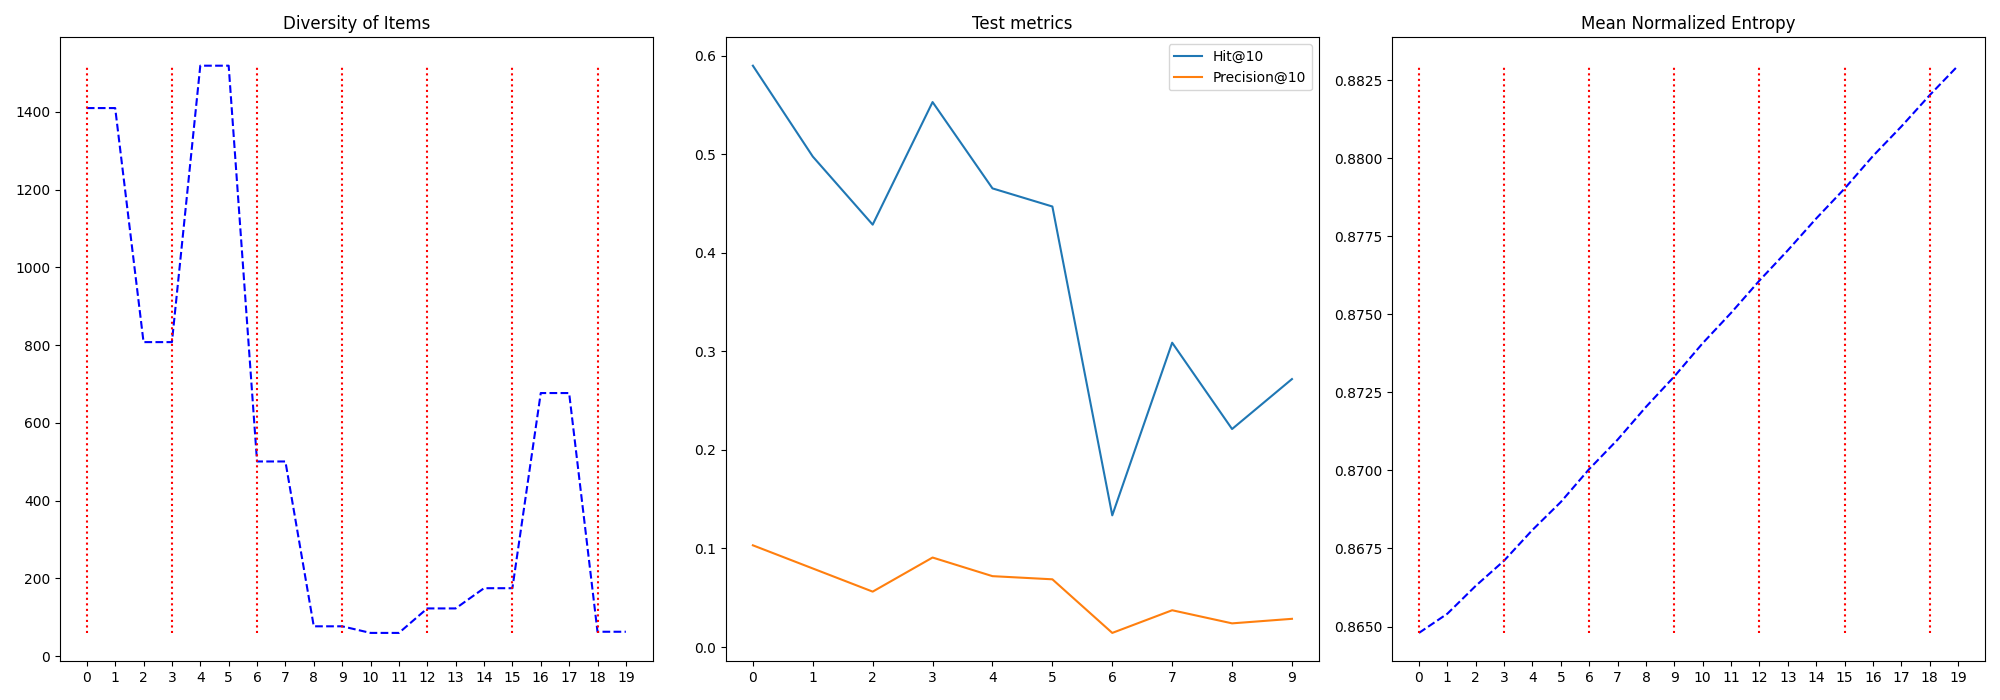 Diversity of Items
1400
1200
1000
800
600
400
200
0
0 1 2 3 4 5 6 7 8 9 10 11 12 13 14 15 16 17 18 19
Test metrics
Hit@10
Precision@10
0.6
0.5
0.4
0.3
0.2
0.1
0.0
0 1 2 3 4 5 6 7 8 9
Mean Normalized Entropy
0.8825
0.8800
0.8775
0.8750
0.8725
0.8700
0.8675
0.8650
0 1 2 3 4 5 6 7 8 9 10 11 12 13 14 15 16 17 18 19